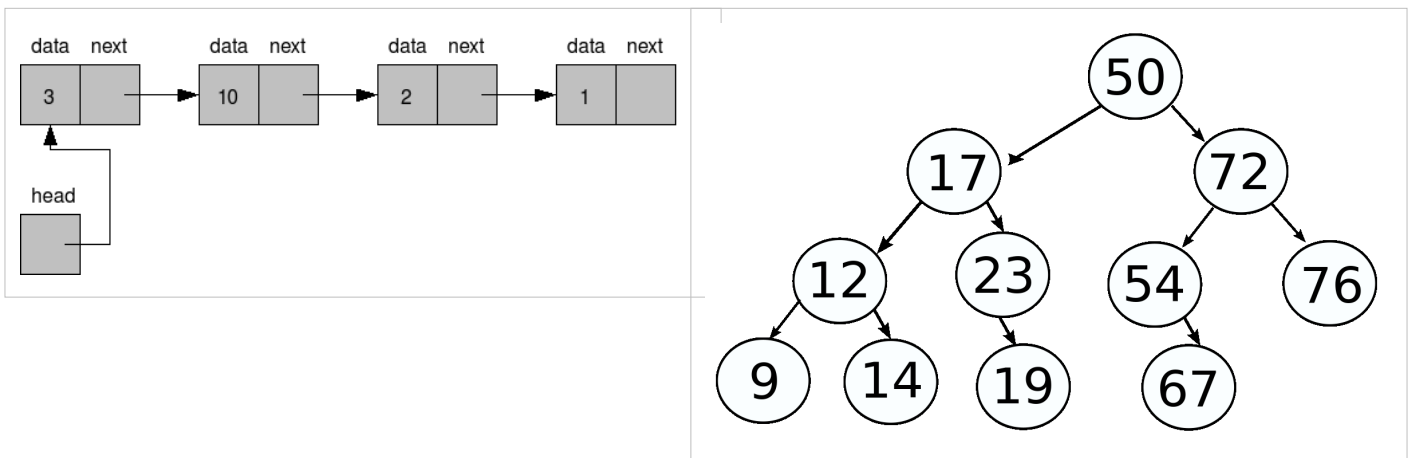 data next data next data next data next
3 10 2 1
head
50
17 72
12 23 54 76
9 14 19 67